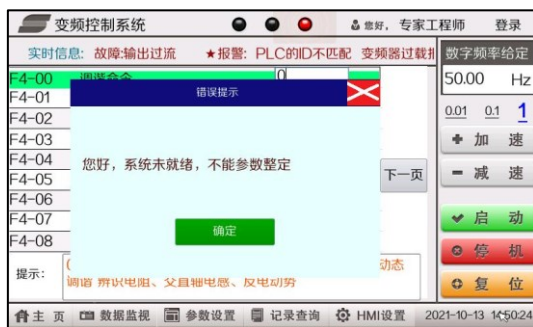 变频控制系统
您好，专家工程师 登录
实时信息: 故障:输出过流 ★报警: PLC的ID不匹配 变频器过载
数字频率给定
F4-00 调谐命令 0
50.00 Hz
F4-01
错误提示
F4-02
0.01 0.1 1
F4-03
加 速
F4-04
您好，系统未就绪，不能参数整定
F4-05
下一页
减 速
F4-06
F4-07
确定
启 动
F4-08
停 机
提示:
动态
调谐 辨识电阻、交直轴电感、反电动势
复 位
主 页 数据监视 参数设置 记录查询 HMI设置 2021-10-13 14:50:24